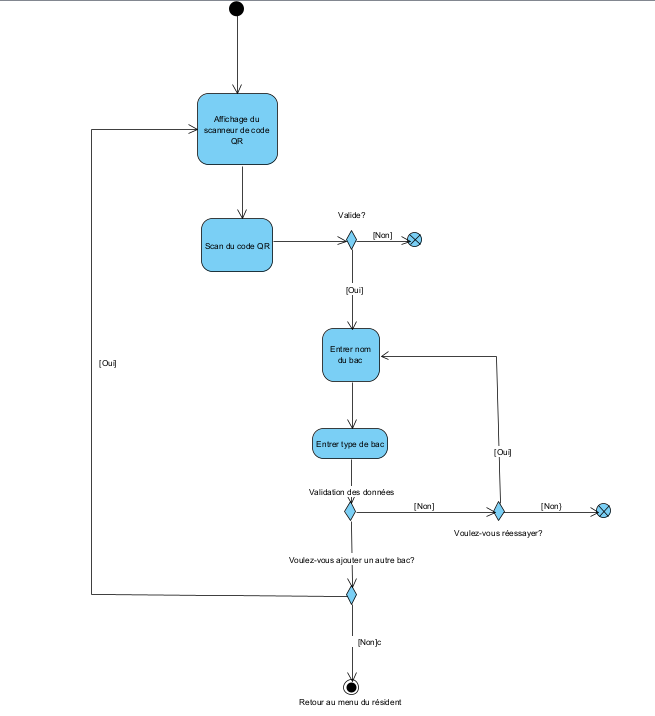 Affichage du
scanneur de code
QR
Valide?
[Non]
Scan du code QR
[Oui]
Entrer nom
du bac
[Oui]
Entrer type de bac
[Oui]
Validation des données
[Non]
[Non}
Voulez-vous réessayer?
Voulez-vous ajouter un autre bac?
[Non]c
Retour au menu du résident